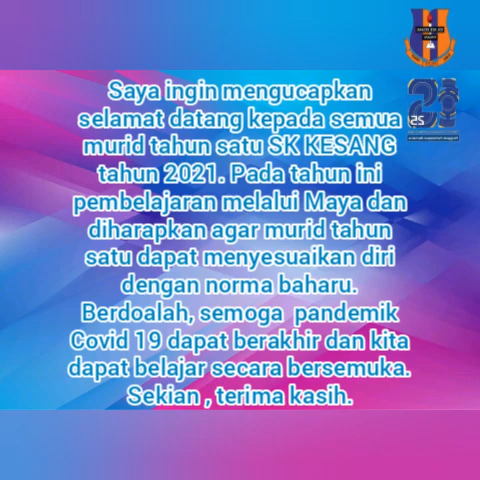 Saya ingin mengucapkan
selamat datang kepada semua
murid tahun satu SK KESANG
tahun 2021. Pada tahun ini
pembelajaran melalui Maya dan
diharapkan agar murid tahun
satu dapat menyesuaikan diri
dengan norma baharu.
Berdoalah, semoga pandemik
Covid 19 dapat berakhir dan kita
dapat belajar secara bersemuka.
Sekian , terima kasih.